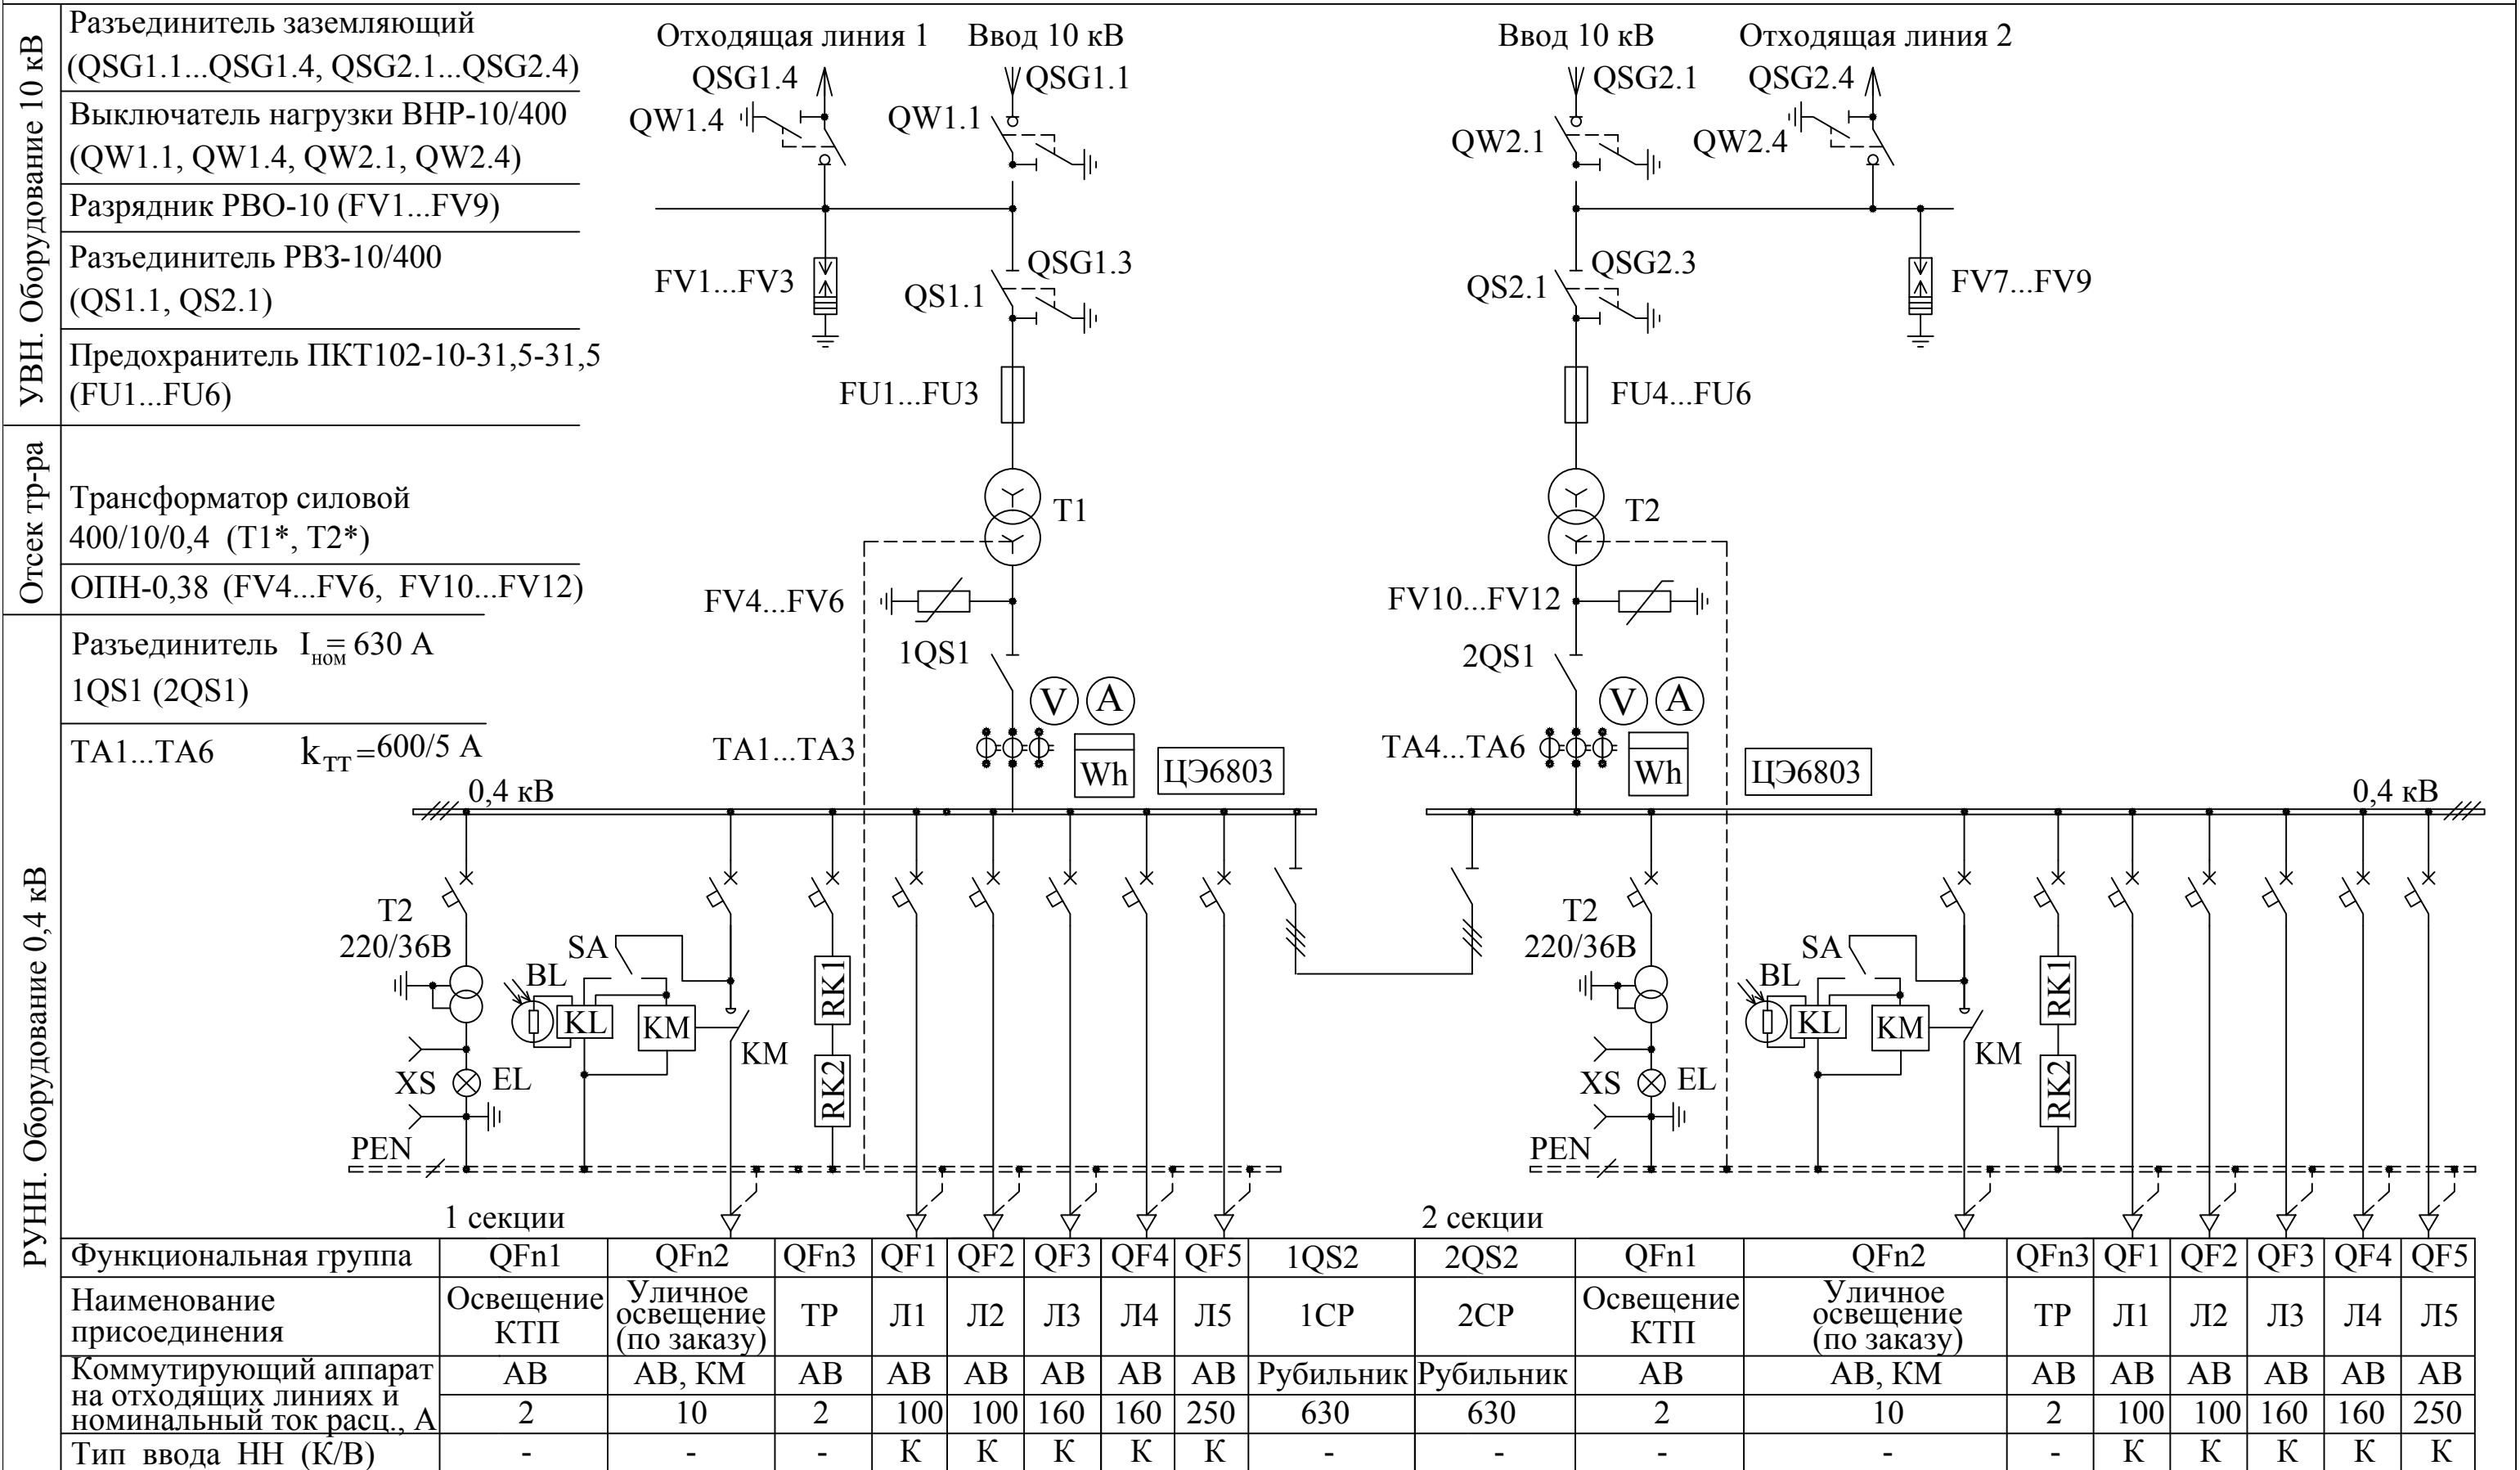 УВН. Оборудование 10 кВ
Разъединитель заземляющий
(QSG1.1...QSG1.4, QSG2.1...QSG2.4)
Выключатель нагрузки ВНР-10/400
(QW1.1, QW1.4, QW2.1, QW2.4)
Разрядник РВО-10 (FV1...FV9)
Разъединитель РВЗ-10/400
(QS1.1, QS2.1)
Предохранитель ПКТ102-10-31,5-31,5
(FU1...FU6)
Отсек тр-ра
Трансформатор силовой
400/10/0,4 (Т1*, Т2*)
ОПН-0,38 (FV4...FV6, FV10...FV12)
РУНН. Оборудование 0,4 кВ
Разъединитель Iном = 630 А
1QS1 (2QS1)
ТА1...ТА6 kТТ = 600/5 А
Отходящая линия 1 Ввод 10 кВ
QSG1.4 QSG1.1
QW1.4 QW1.1
QSG1.3
FV1...FV3 QS1.1
FU1...FU3
Т1
FV4...FV6
1QS1
V A
ТА1...ТА3
Wh ЦЭ6803
0,4 кВ
Ввод 10 кВ Отходящая линия 2
QSG2.1 QSG2.4
QW2.1 QW2.4
QSG2.3
QS2.1 FV7...FV9
FU4...FU6
Т2
FV10...FV12
2QS1
V A
ТА4...ТА6
Wh ЦЭ6803
0,4 кВ
Т2
220/36В
SA
BL
KL KM
KM
RK1
RK2
XS EL
PEN
1 секции
Т2
220/36В
SA
BL
KL KM
KM
RK1
RK2
XS EL
PEN
2 секции
Функциональная группа QFn1 QFn2 QFn3 QF1 QF2 QF3 QF4 QF5 1QS2 2QS2 QFn1 QFn2 QFn3 QF1 QF2 QF3 QF4 QF5
Наименование присоединения Освещение КТП Уличное освещение (по заказу) ТР Л1 Л2 Л3 Л4 Л5 1СР 2СР Освещение КТП Уличное освещение (по заказу) ТР Л1 Л2 Л3 Л4 Л5
Коммутирующий аппарат АВ АВ, КМ АВ АВ АВ АВ АВ АВ Рубильник Рубильник АВ АВ, КМ АВ АВ АВ АВ АВ АВ
на отходящих линиях и
номинальный ток расц., А 2 10 2 100 100 160 160 250 630 630 2 10 2 100 100 160 160 250
Тип ввода НН (К/В) - - - К К К К К - - - - - К К К К К